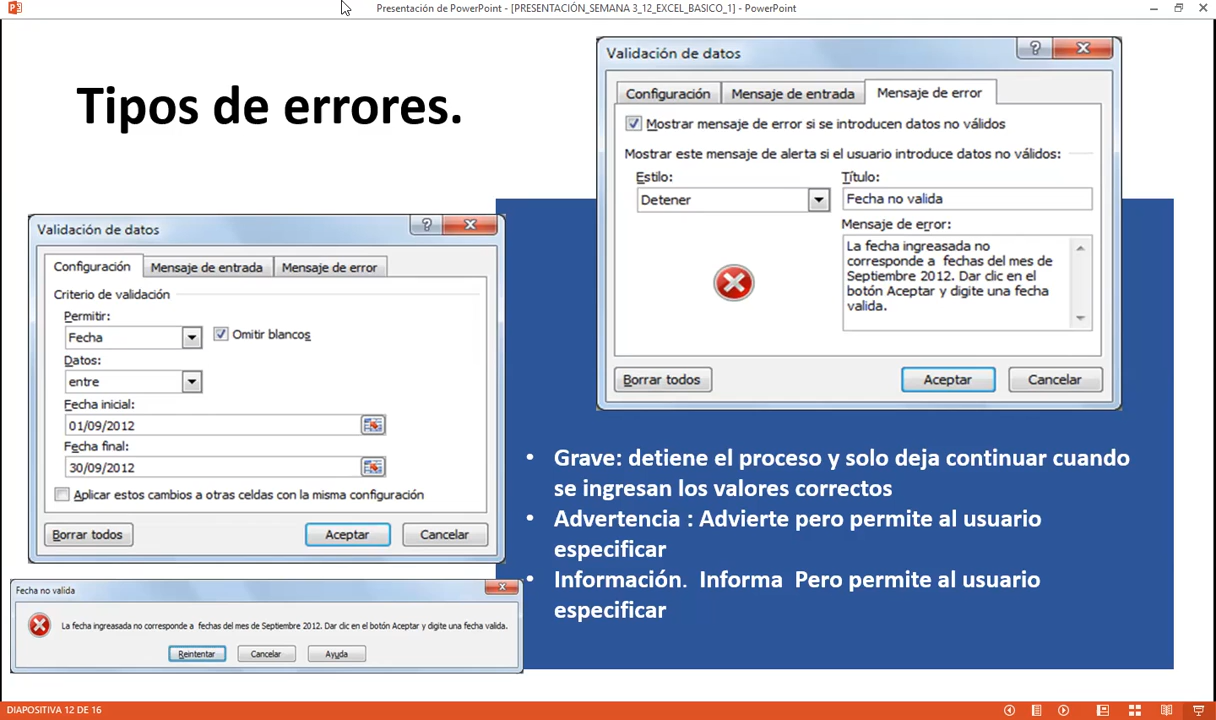 Presentación de PowerPoint - [PRESENTACIÓN_SEMANA 3_12_EXCEL_BASICO_1] - PowerPoint
Tipos de errores.
Validación de datos
Configuración
Mensaje de entrada
Mensaje de error
Mostrar mensaje de error si se introducen datos no válidos
Mostrar este mensaje de alerta si el usuario introduce datos no válidos:
Estilo:
Detener
Título:
Fecha no valida
Mensaje de error:
La fecha ingreasada no
corresponde a fechas del mes de
Septiembre 2012. Dar clic en el
botón Aceptar y digite una fecha
valida.
Borrar todos
Aceptar
Cancelar
Validación de datos
Configuración
Mensaje de entrada
Mensaje de error
Criterio de validación
Permitir:
Fecha
Omitir blancos
Datos:
entre
Fecha inicial:
01/09/2012
Fecha final:
30/09/2012
Aplicar estos cambios a otras celdas con la misma configuración
Borrar todos
Aceptar
Cancelar
Fecha no valida
La fecha ingreasada no corresponde a fechas del mes de Septiembre 2012. Dar clic en el botón Aceptar y digite una fecha valida.
Reintentar
Cancelar
Ayuda
• Grave: detiene el proceso y solo deja continuar cuando
se ingresan los valores correctos
• Advertencia : Advierte pero permite al usuario
especificar
• Información. Informa Pero permite al usuario
especificar
DIAPOSITIVA 12 DE 16